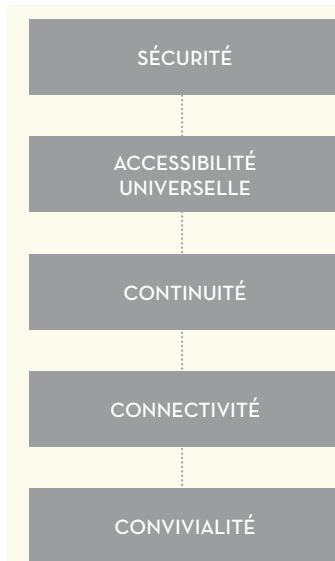 SÉCURITÉ
ACCESSIBILITÉ
UNIVERSELLE
CONTINUITÉ
CONNECTIVITÉ
CONVIVIALITÉ